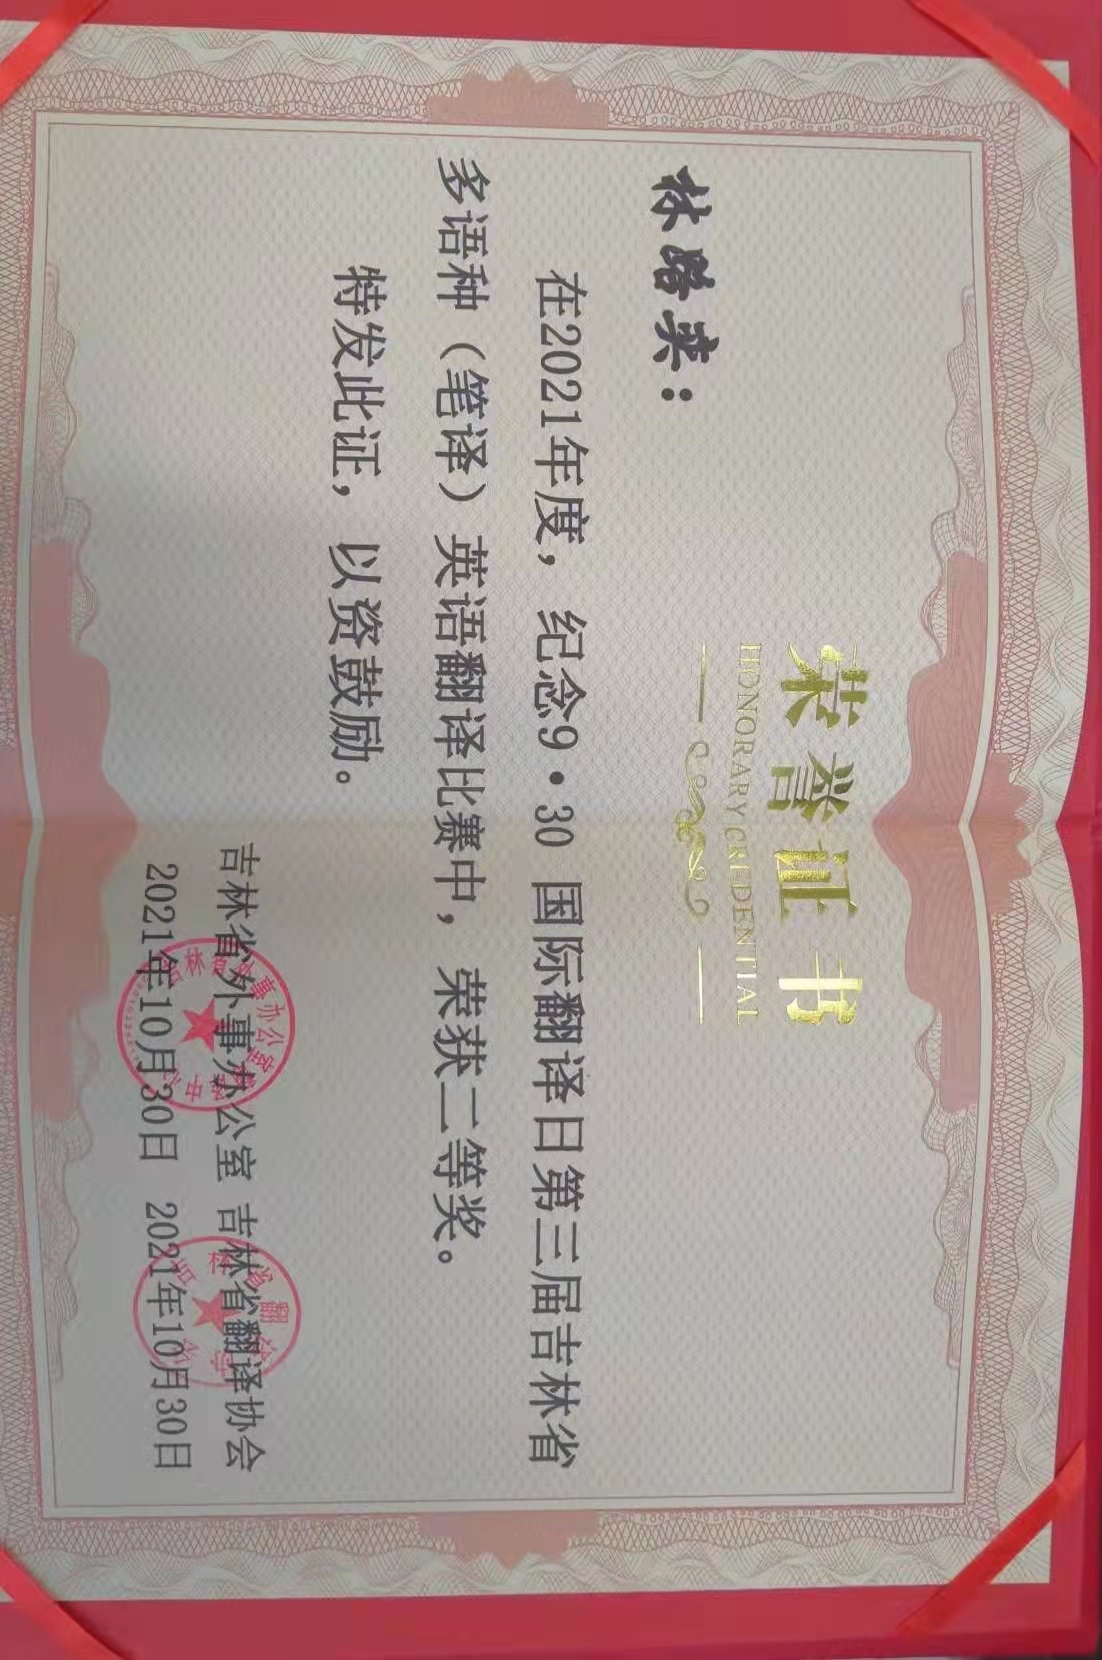 荣誉证书
HONORARY CREDENTIAL
林潞奕：
在2021年度，纪念9·30 国际翻译日第三届吉林省
多语种（笔译）英语翻译比赛中，荣获二等奖。
特发此证，以资鼓励。
吉林省外事办公室 吉林省翻译协会
2021年10月30日 2021年10月30日